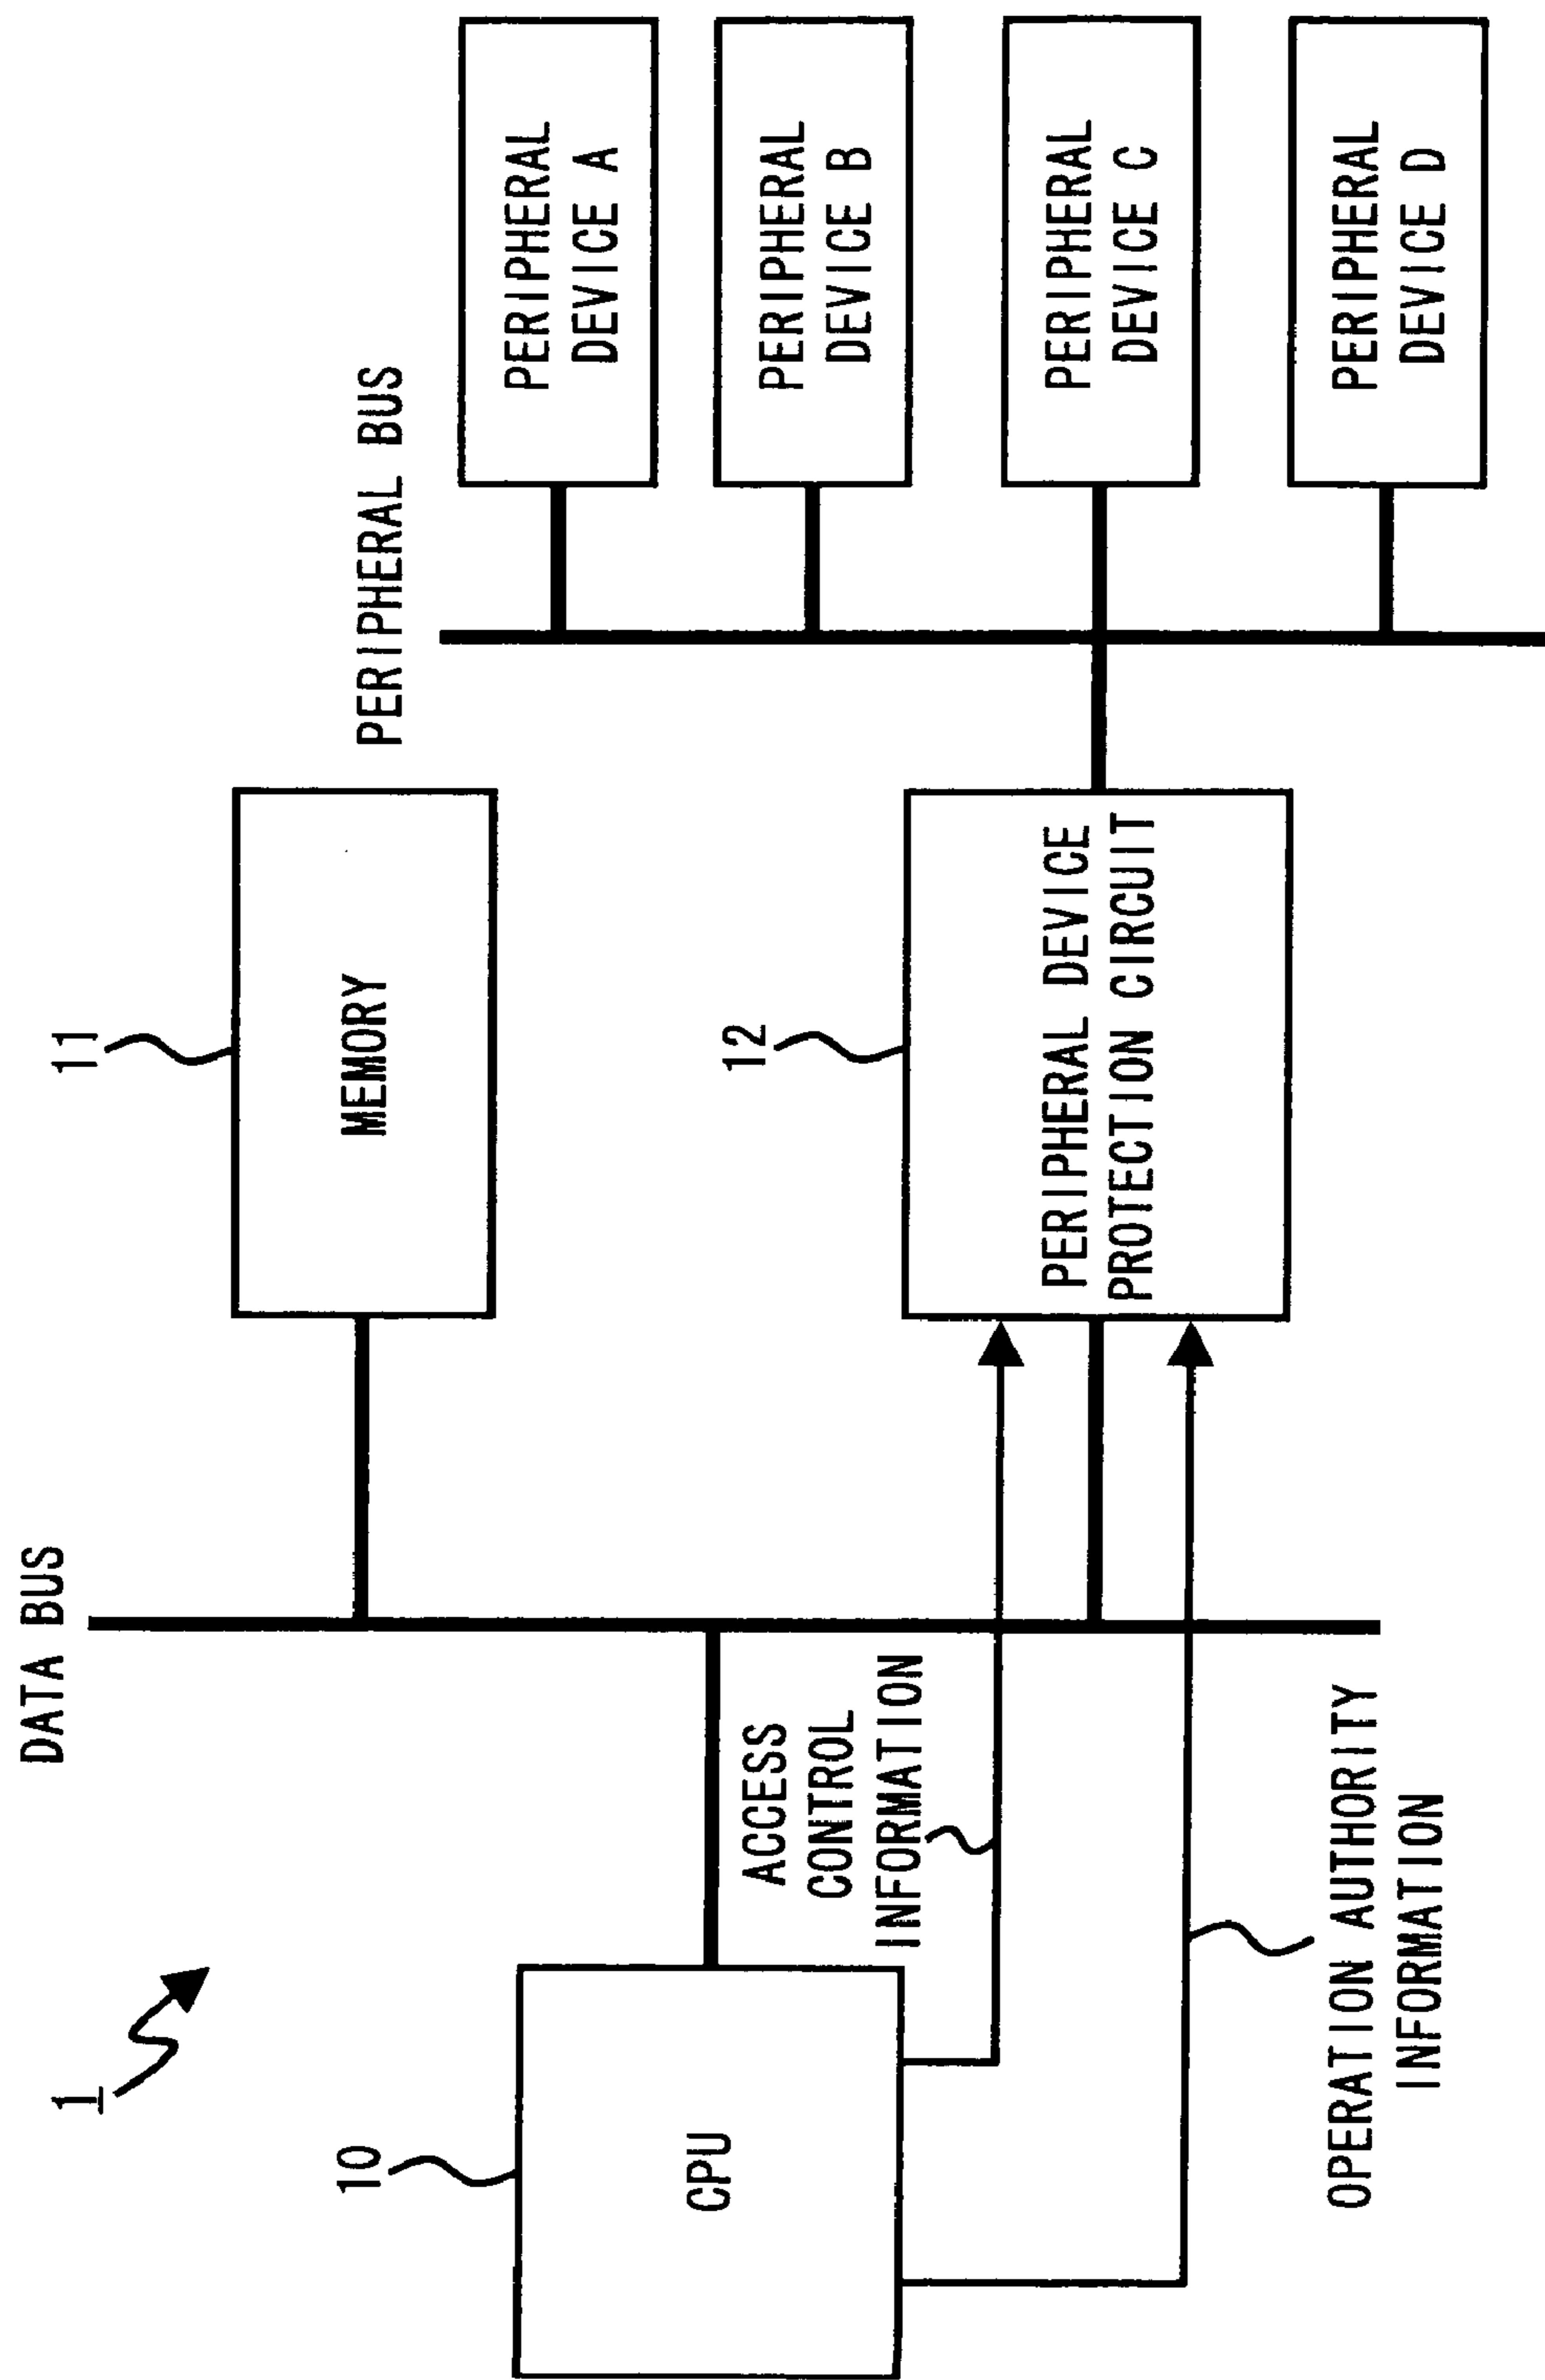 1
DATA BUS
11
MEMORY
PERIPHERAL BUS
10
CPU
ACCESS
CONTROL
INFORMATION
12
PERIPHERAL DEVICE
PROTECTION CIRCUIT
OPERATION AUTHORITY
INFORMATION
PERIPHERAL
DEVICE A
PERIPHERAL
DEVICE B
PERIPHERAL
DEVICE C
PERIPHERAL
DEVICE D